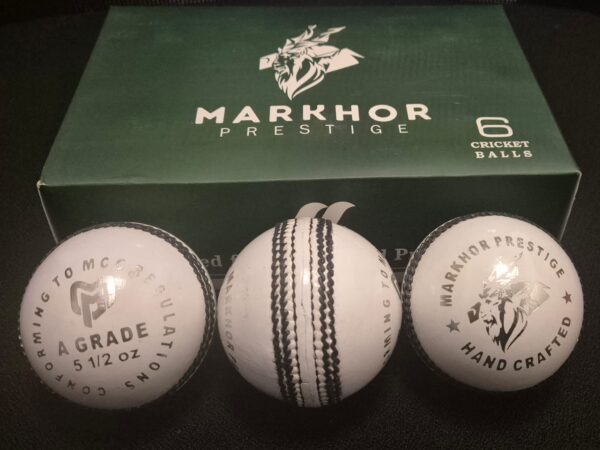 MARKHOR
PRESTIGE
6
CRICKET
BALLS
CONFORMING TO MCC REGULATIONS
A GRADE
5 1/2 oz
MARKHOR PRESTIGE
HAND CRAFTED